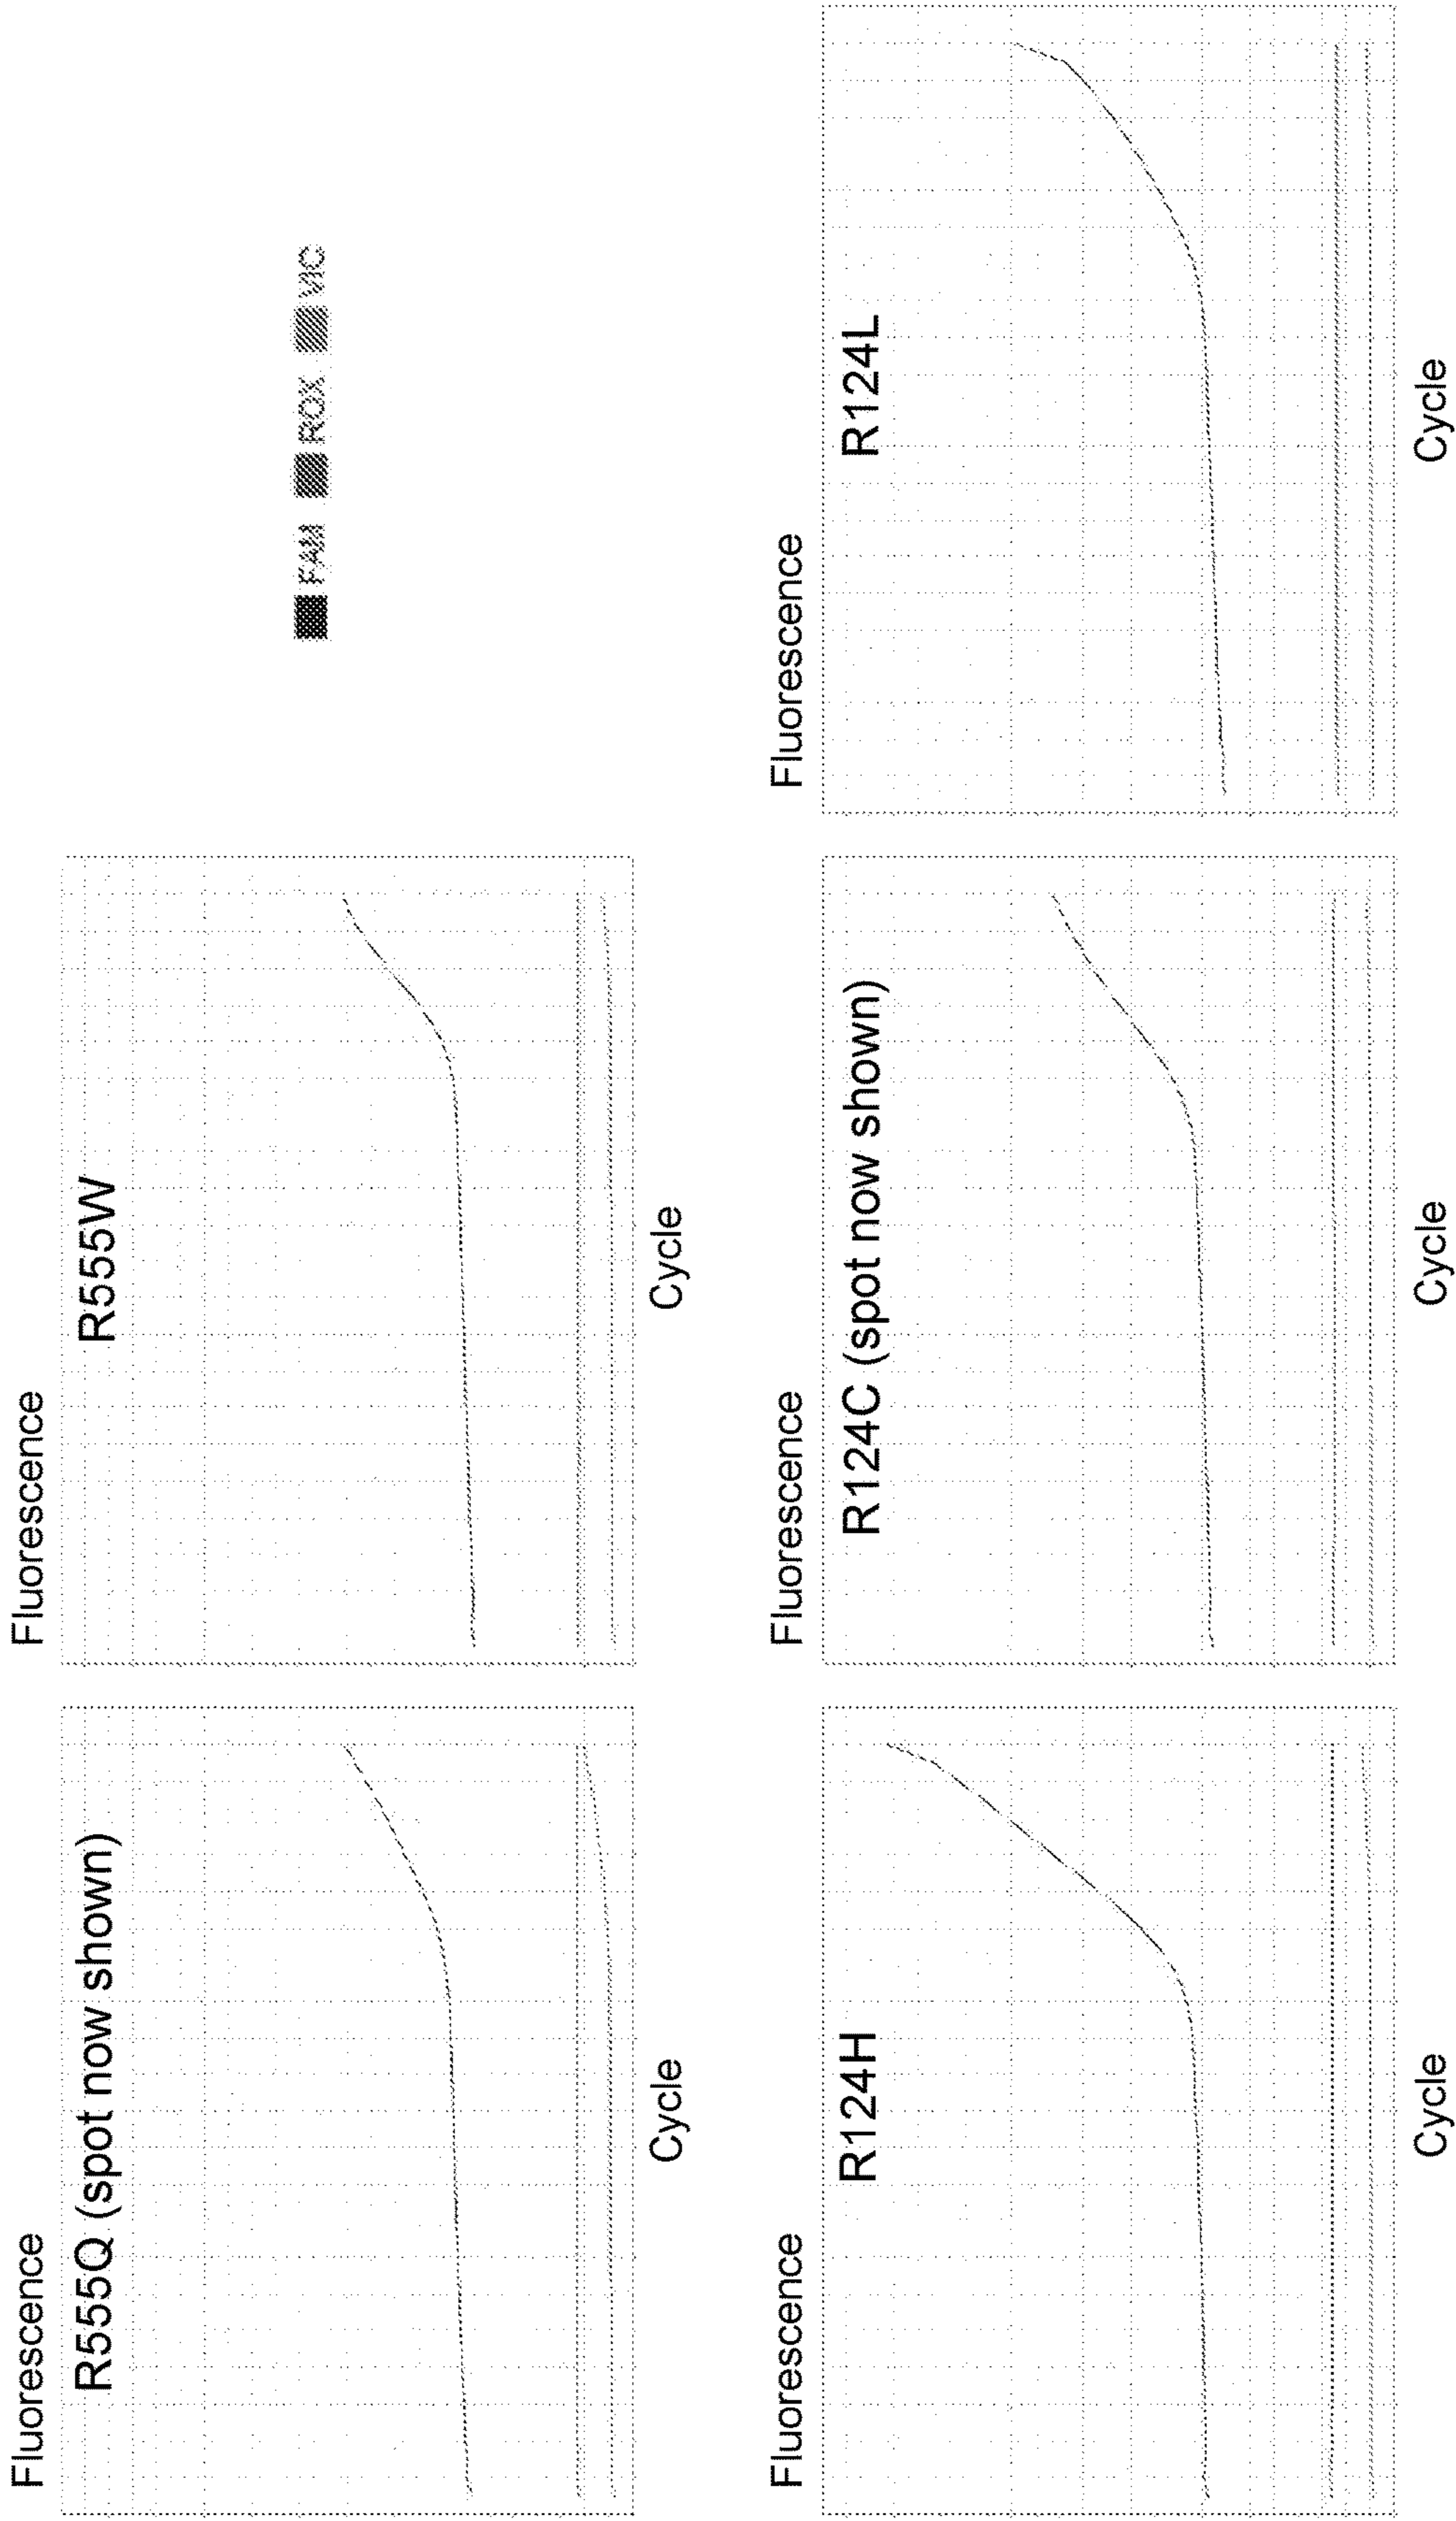 Fluorescence
R555Q (spot now shown)
Cycle
Fluorescence
R555W
Cycle
FAM ROX VIC
Fluorescence
R124H
Cycle
Fluorescence
R124C (spot now shown)
Cycle
Fluorescence
R124L
Cycle